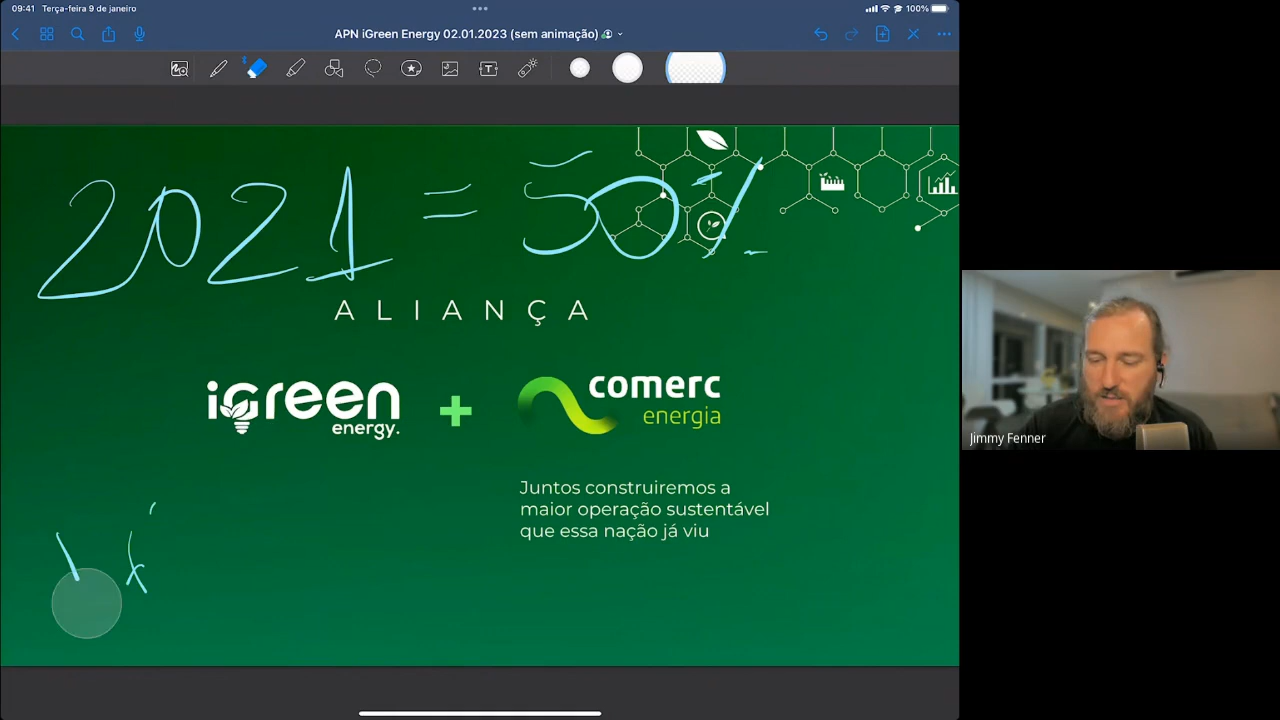 09:41 Terça-feira 9 de janeiro
100%
APN iGreen Energy 02.01.2023 (sem animação)
2021 = 50%
ALIANÇA
iGreen energy. + comerc energia
Juntos construiremos a
maior operação sustentável
que essa nação já viu
Jimmy Fenner